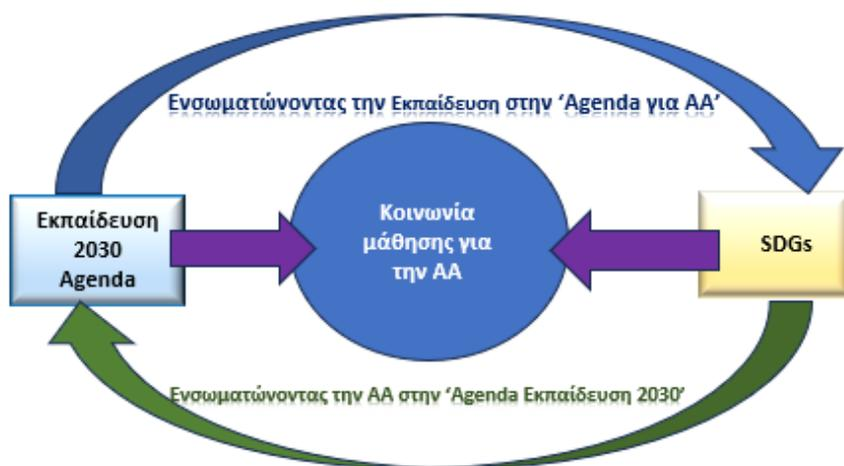 Ενσωματώνοντας την Εκπαίδευση στην ‘Agenda για ΑΑ’
Εκπαίδευση
2030
Agenda
Κοινωνία
μάθησης για
την ΑΑ
SDGs
Ενσωματώνοντας την ΑΑ στην ‘Agenda Εκπαίδευση 2030’